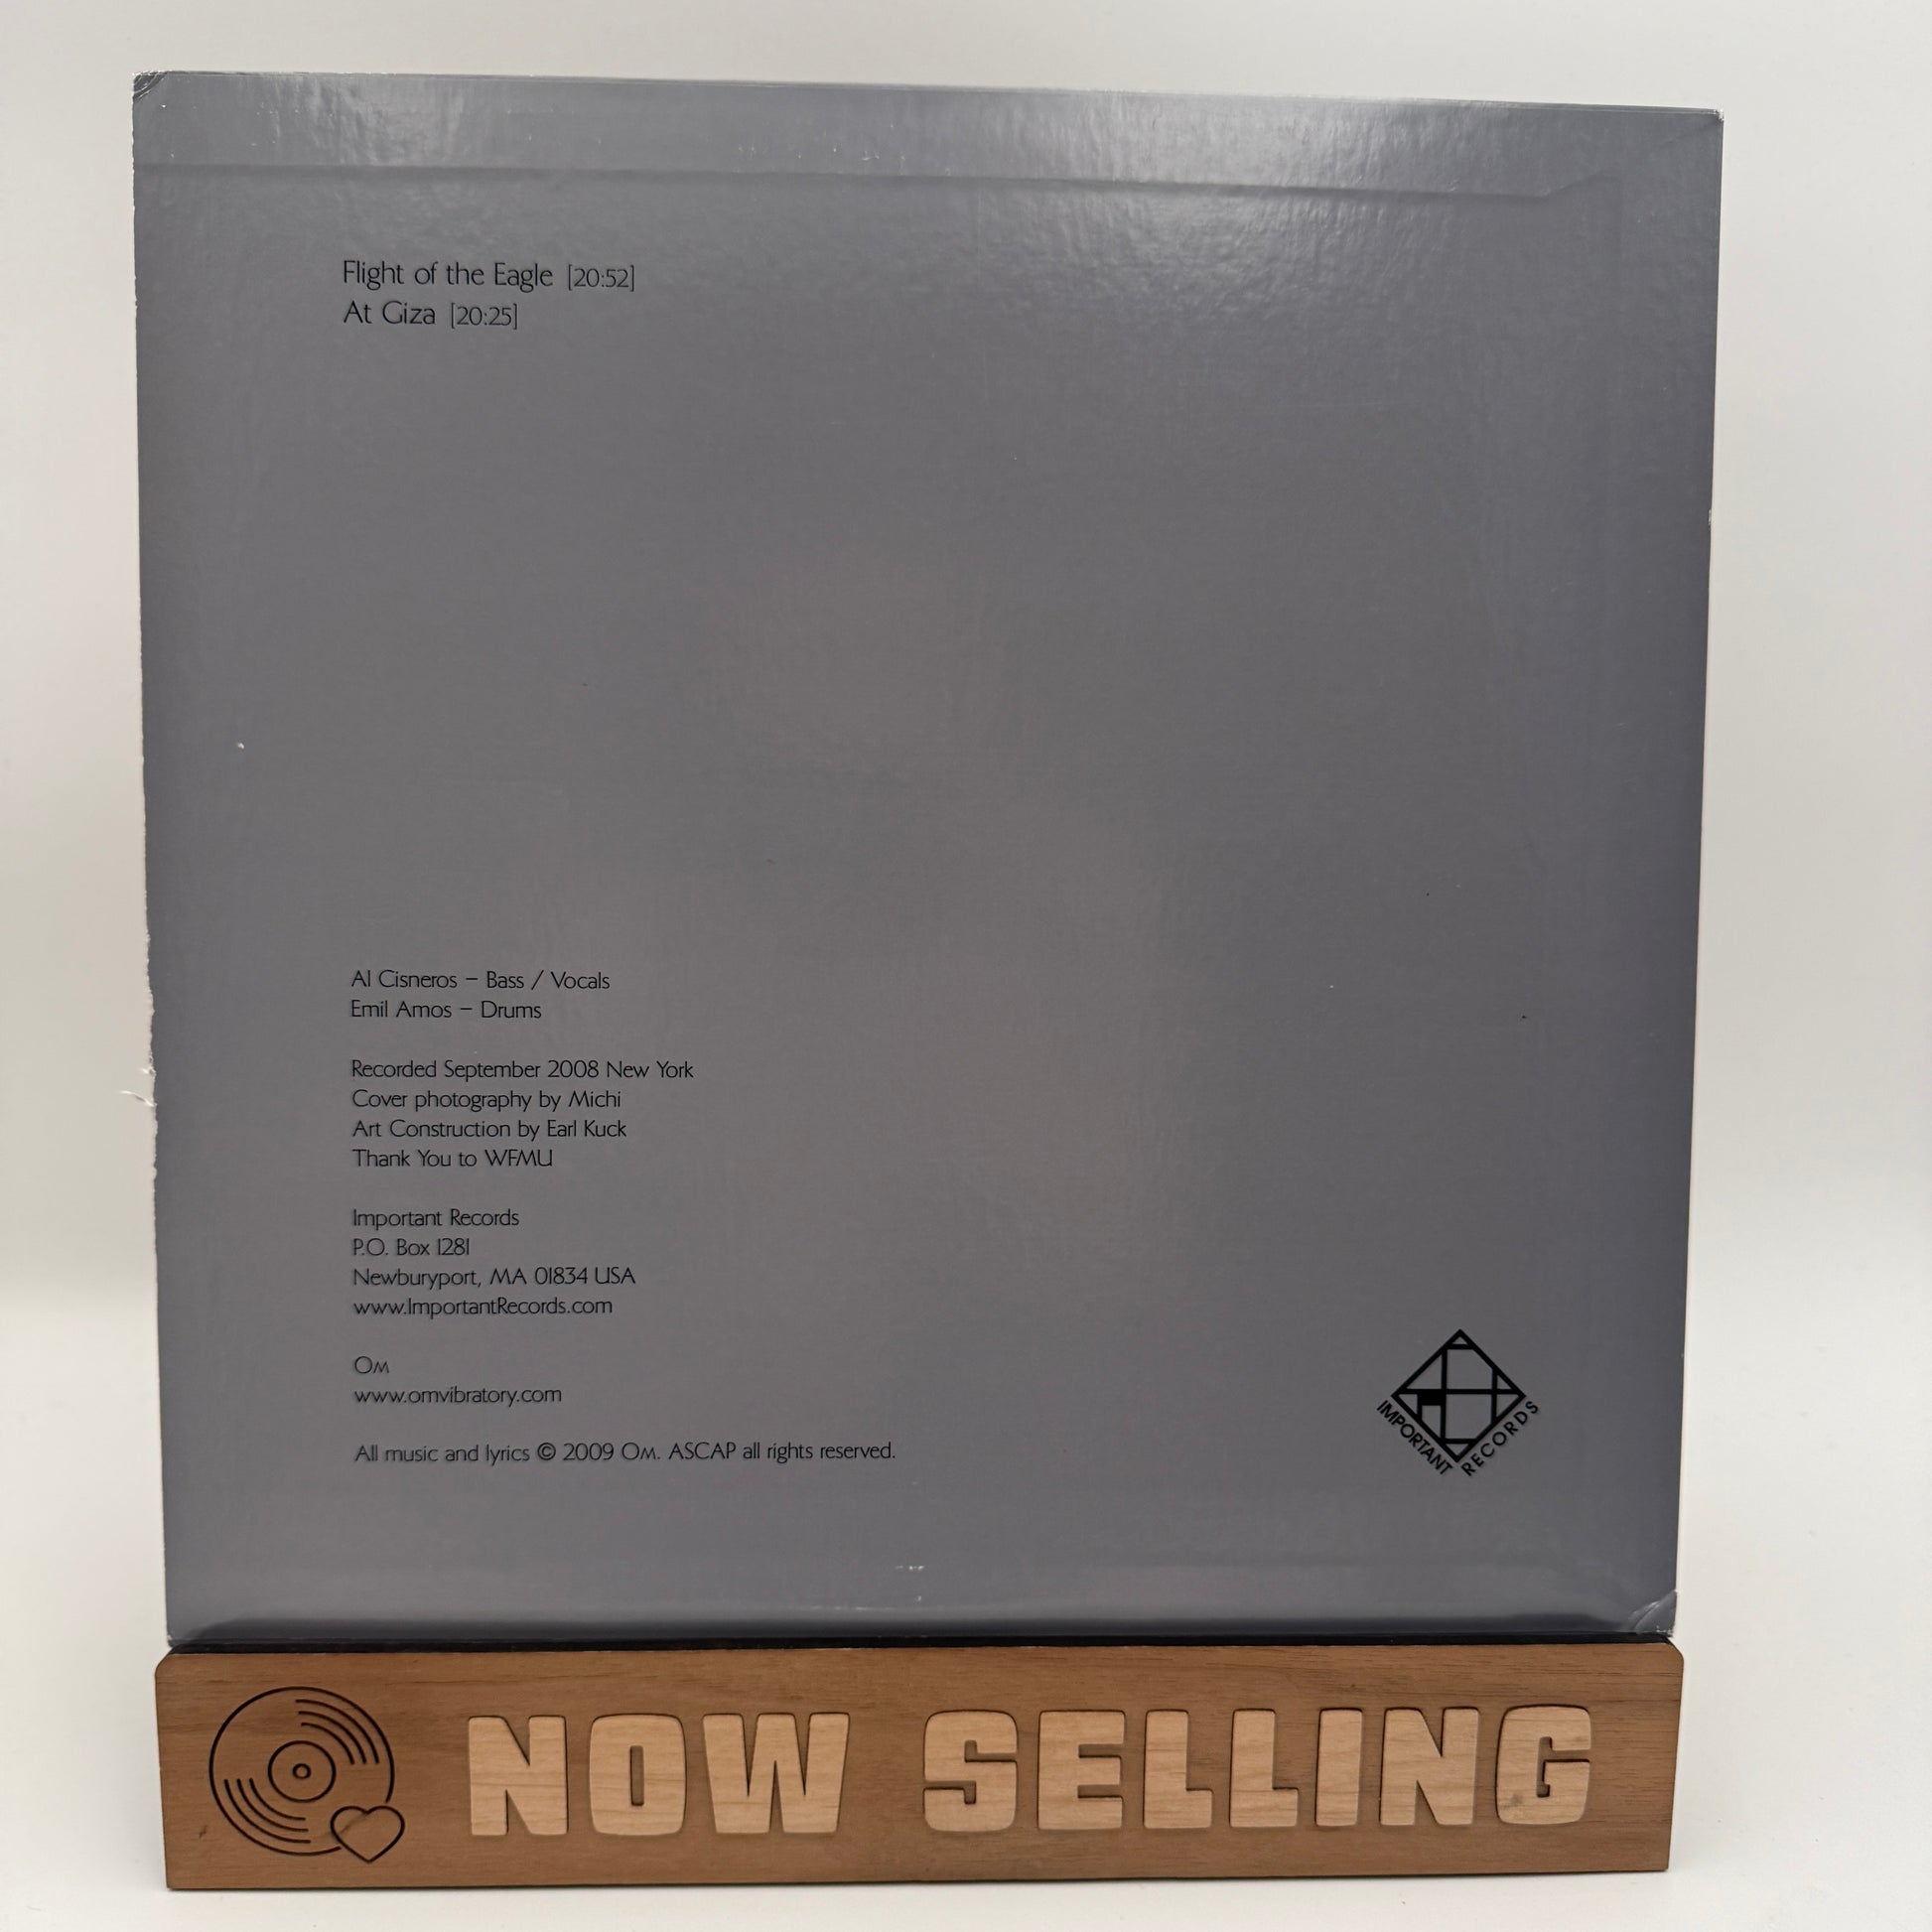 Flight of the Eagle [20:52]
At Giza [20:25]
Al Cisneros – Bass / Vocals
Emil Amos – Drums
Recorded September 2008 New York
Cover photography by Michi
Art Construction by Earl Kuck
Thank You to WFMU
Important Records
P.O. Box 1281
Newburyport, MA 01834 USA
www.ImportantRecords.com
Om
www.omvibratory.com
All music and lyrics © 2009 Om. ASCAP all rights reserved.
IMPORTANT RECORDS
NOW SELLING